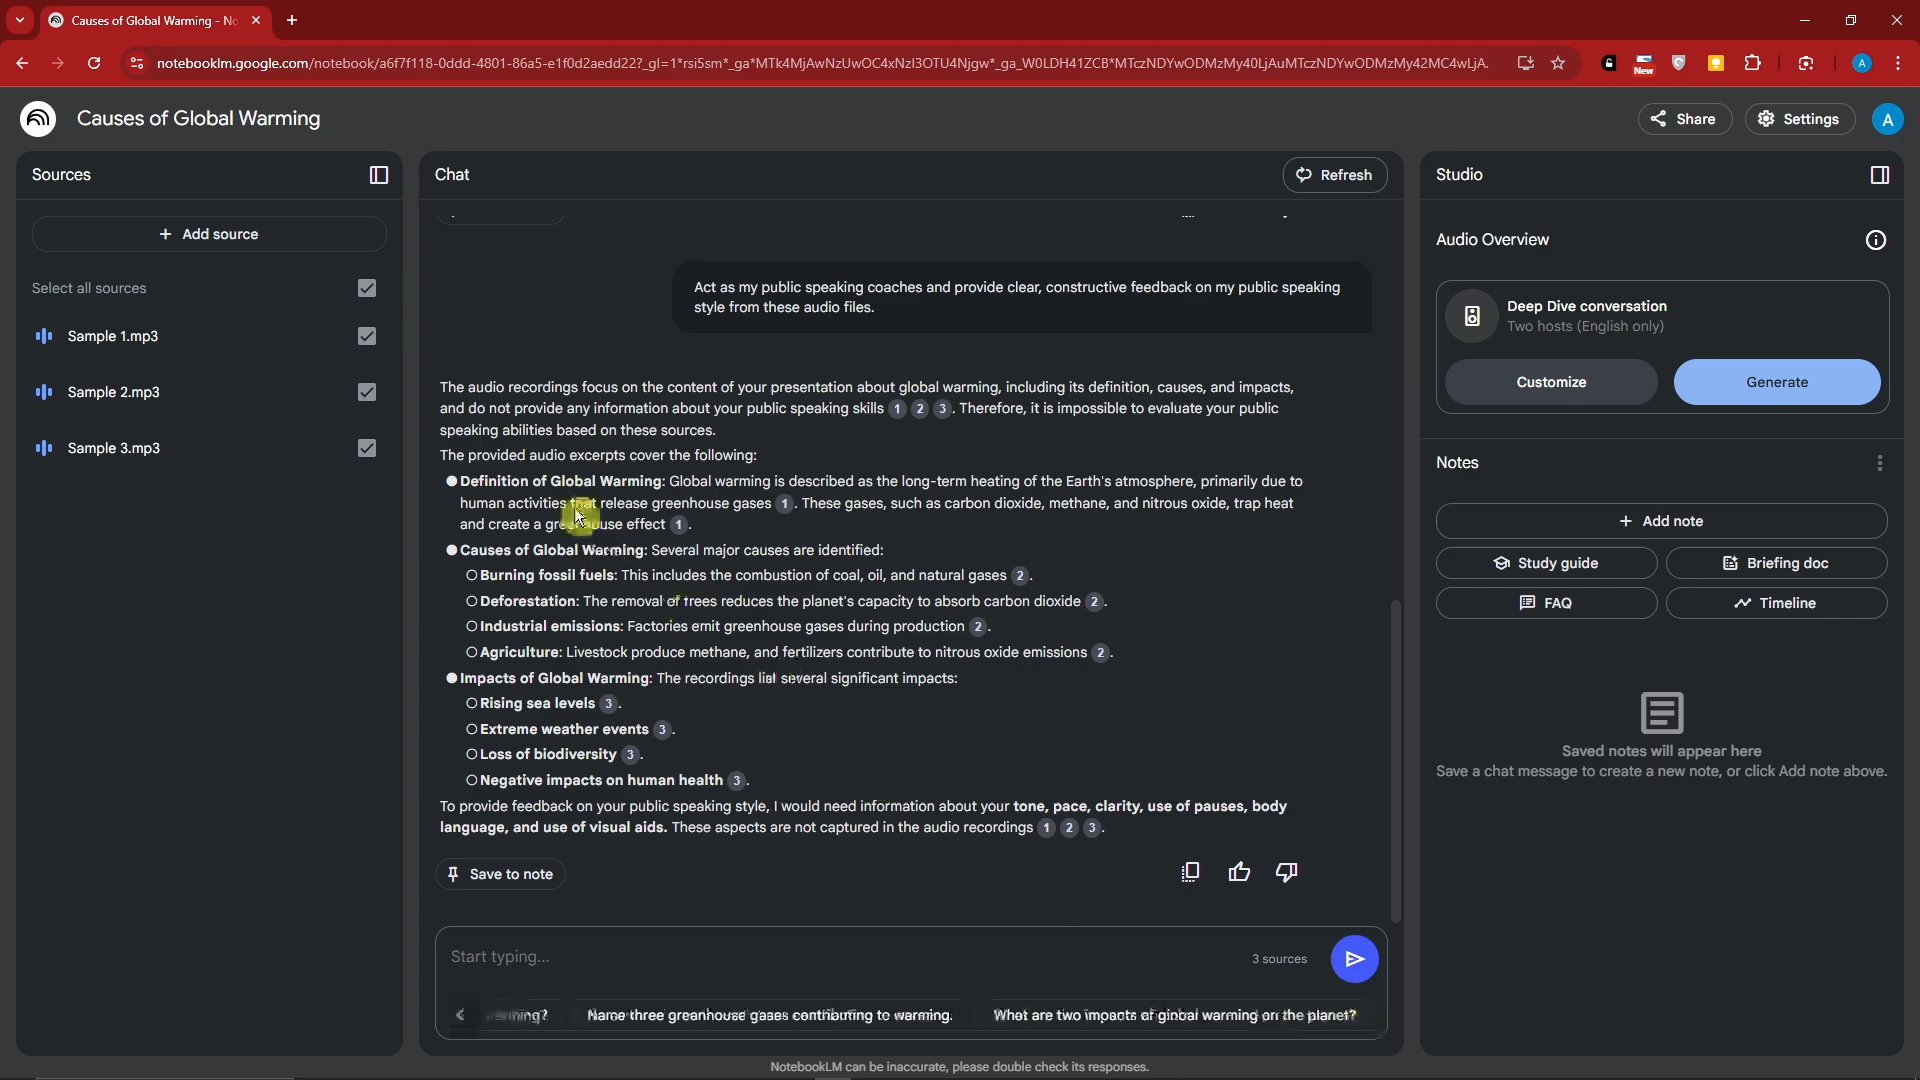 Causes of Global Warming - No
notebooklm.google.com/notebook/a6f7f118-0ddd-4801-86a5-e1f0d2aedd22?_gl=1*rsi5sm*_ga*MTk4MjAwNzUwOC4xNzI3OTU4Njgw*_ga_W0LDH41ZCB*MTczNDYwODMzMy40LjAuMTczNDYwODMzMy42MC4wLjA.
New
A
Causes of Global Warming
Share
Settings
A
Sources
Add source
Select all sources
Sample 1.mp3
Sample 2.mp3
Sample 3.mp3
Chat
Refresh
Act as my public speaking coaches and provide clear, constructive feedback on my public speaking
style from these audio files.
The audio recordings focus on the content of your presentation about global warming, including its definition, causes, and impacts,
and do not provide any information about your public speaking skills 1 2 3. Therefore, it is impossible to evaluate your public
speaking abilities based on these sources.
The provided audio excerpts cover the following:
Definition of Global Warming: Global warming is described as the long-term heating of the Earth's atmosphere, primarily due to
human activities that release greenhouse gases 1. These gases, such as carbon dioxide, methane, and nitrous oxide, trap heat
and create a greenhouse effect 1.
Causes of Global Warming: Several major causes are identified:
Burning fossil fuels: This includes the combustion of coal, oil, and natural gases 2.
Deforestation: The removal of trees reduces the planet's capacity to absorb carbon dioxide 2.
Industrial emissions: Factories emit greenhouse gases during production 2.
Agriculture: Livestock produce methane, and fertilizers contribute to nitrous oxide emissions 2.
Impacts of Global Warming: The recordings list several significant impacts:
Rising sea levels 3.
Extreme weather events 3.
Loss of biodiversity 3.
Negative impacts on human health 3.
To provide feedback on your public speaking style, I would need information about your tone, pace, clarity, use of pauses, body
language, and use of visual aids. These aspects are not captured in the audio recordings 1 2 3.
Save to note
Start typing...
3 sources
Name three greenhouse gases contributing to warming.
What are two impacts of global warming on the planet?
NotebookLM can be inaccurate, please double check its responses.
Studio
Audio Overview
Deep Dive conversation
Two hosts (English only)
Customize
Generate
Notes
Add note
Study guide
Briefing doc
FAQ
Timeline
Saved notes will appear here
Save a chat message to create a new note, or click Add note above.